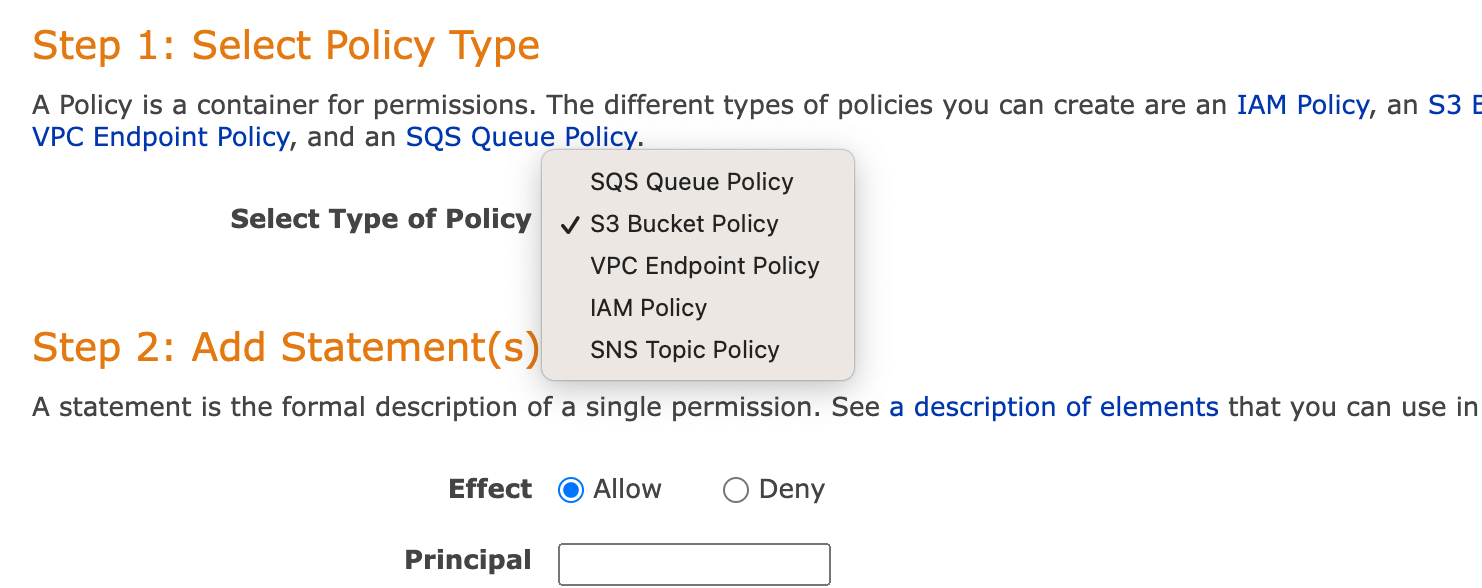 Step 1: Select Policy Type
A Policy is a container for permissions. The different types of policies you can create are an IAM Policy, an S3
VPC Endpoint Policy, and an SQS Queue Policy.
Select Type of Policy
SQS Queue Policy
✓ S3 Bucket Policy
VPC Endpoint Policy
IAM Policy
SNS Topic Policy
Step 2: Add Statement(s)
A statement is the formal description of a single permission. See a description of elements that you can use in
Effect Allow Deny
Principal